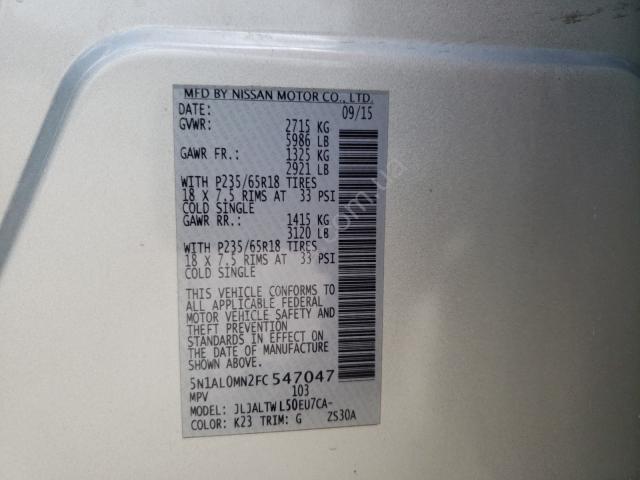 MFD BY NISSAN MOTOR CO., LTD.
DATE: 09/15
GVWR: 2715 KG
5986 LB
GAWR FR.: 1325 KG
2921 LB
WITH P235/65R18 TIRES
18 X 7.5 RIMS AT 33 PSI
COLD SINGLE
GAWR RR.: 1415 KG
3120 LB
WITH P235/65R18 TIRES
18 X 7.5 RIMS AT 33 PSI
COLD SINGLE
THIS VEHICLE CONFORMS TO
ALL APPLICABLE FEDERAL
MOTOR VEHICLE SAFETY AND
THEFT PREVENTION
STANDARDS IN EFFECT ON
THE DATE OF MANUFACTURE
SHOWN ABOVE.
5N1AL0MN2FC547047
MPV 103
MODEL: JLJALTWL50EU7CA-
COLOR: K23 TRIM: G ZS30A